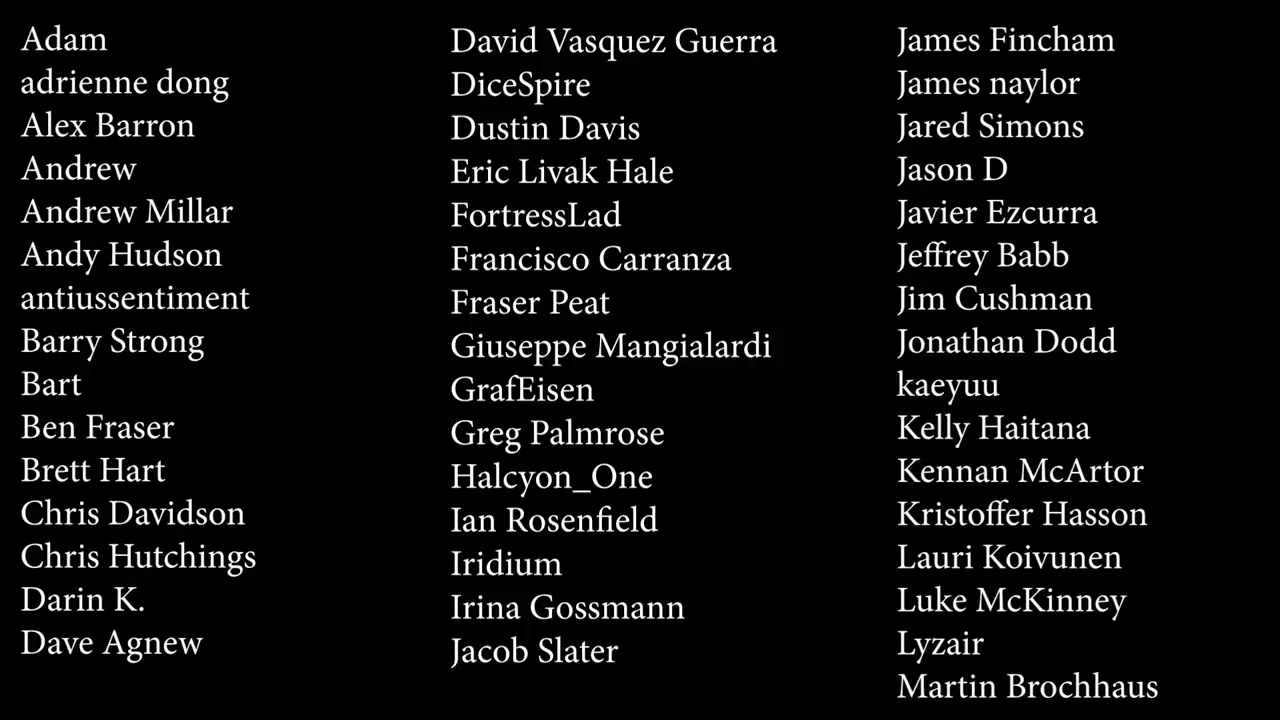 Adam
adrienne dong
Alex Barron
Andrew
Andrew Millar
Andy Hudson
antiussentiment
Barry Strong
Bart
Ben Fraser
Brett Hart
Chris Davidson
Chris Hutchings
Darin K.
Dave Agnew
David Vasquez Guerra
DiceSpire
Dustin Davis
Eric Livak Hale
FortressLad
Francisco Carranza
Fraser Peat
Giuseppe Mangialardi
GrafEisen
Greg Palmrose
Halcyon_One
Ian Rosenfield
Iridium
Irina Gossmann
Jacob Slater
James Fincham
James naylor
Jared Simons
Jason D
Javier Ezcurra
Jeffrey Babb
Jim Cushman
Jonathan Dodd
kaeyuu
Kelly Haitana
Kennan McArtor
Kristoffer Hasson
Lauri Koivunen
Luke McKinney
Lyzair
Martin Brochhaus